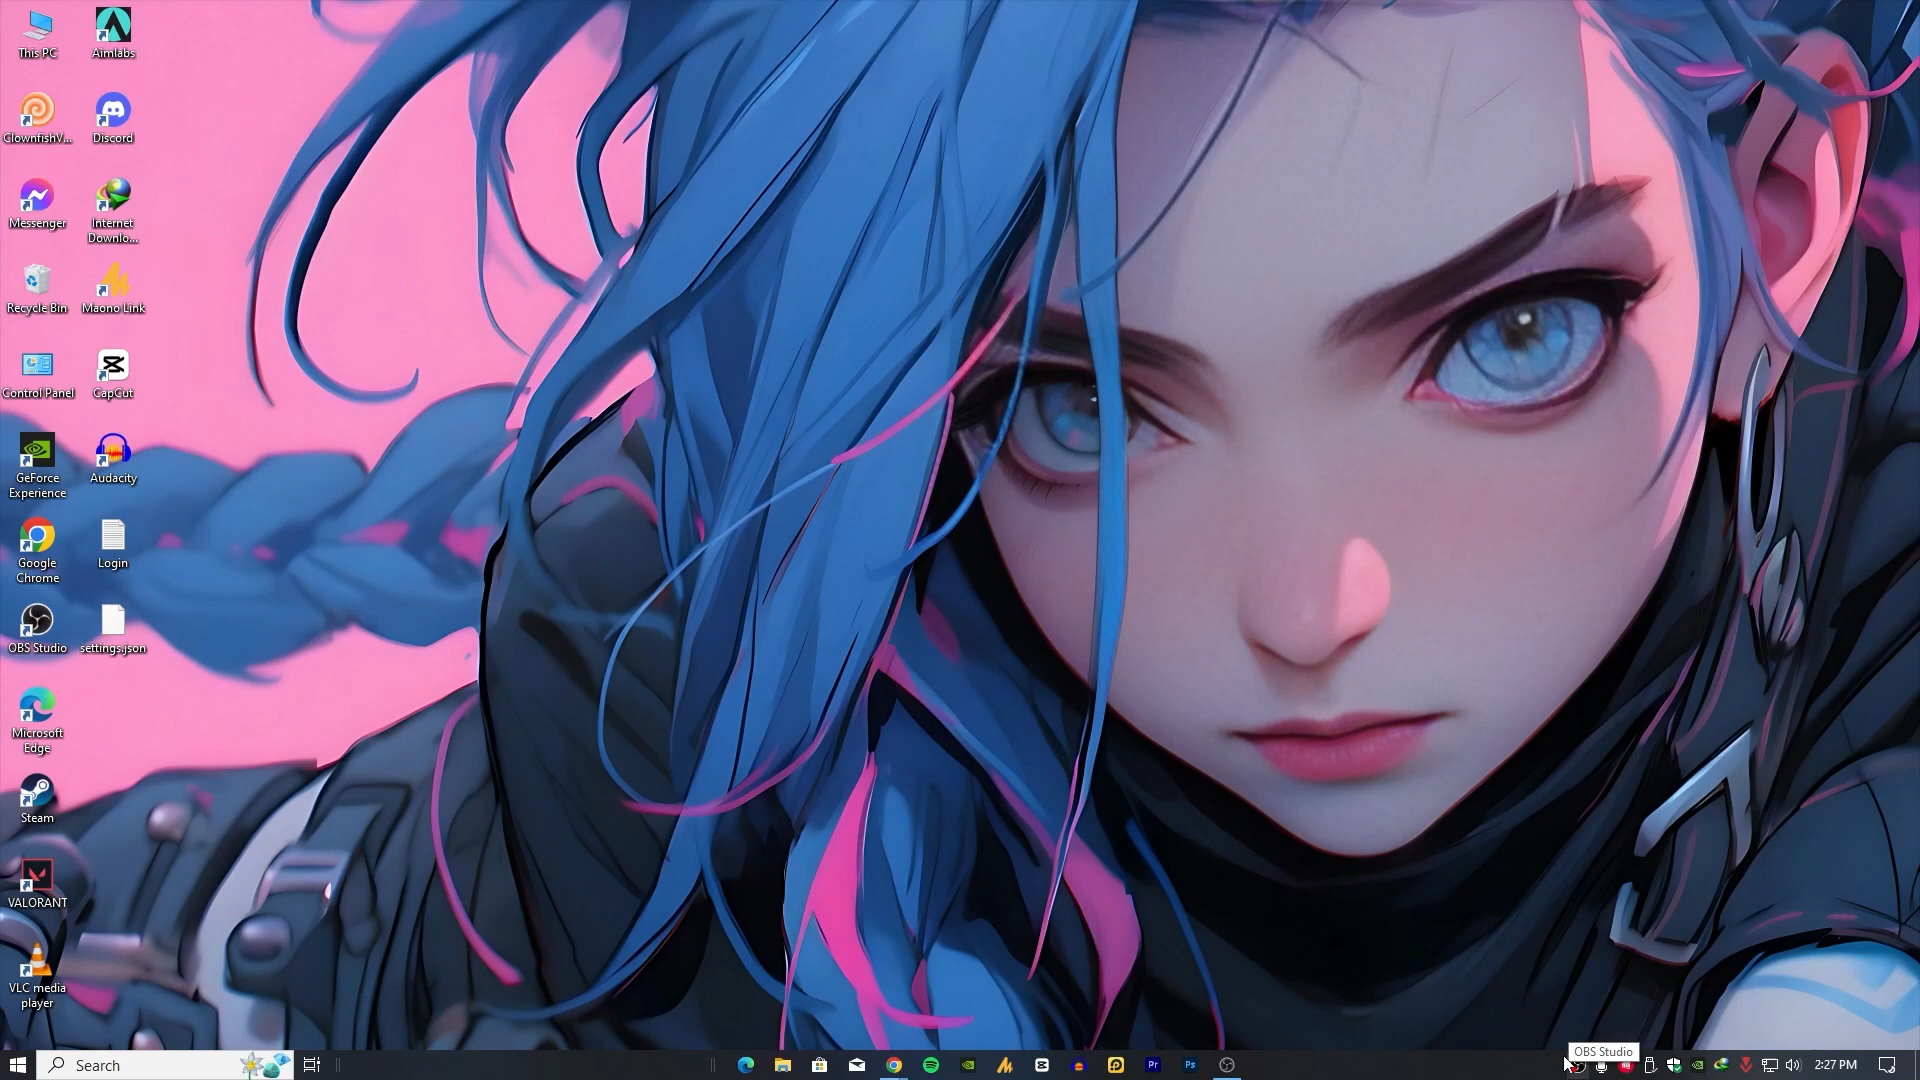 This PC
Aimlabs
ClownfishV...
Discord
Messenger
Internet
Downlo...
Recycle Bin
Maono Link
Control Panel
CapCut
GeForce
Experience
Audacity
Google
Chrome
Login
OBS Studio
settings.json
Microsoft
Edge
Steam
VALORANT
VLC media
player
OBS Studio
Search
Pr
Ps
2:27 PM